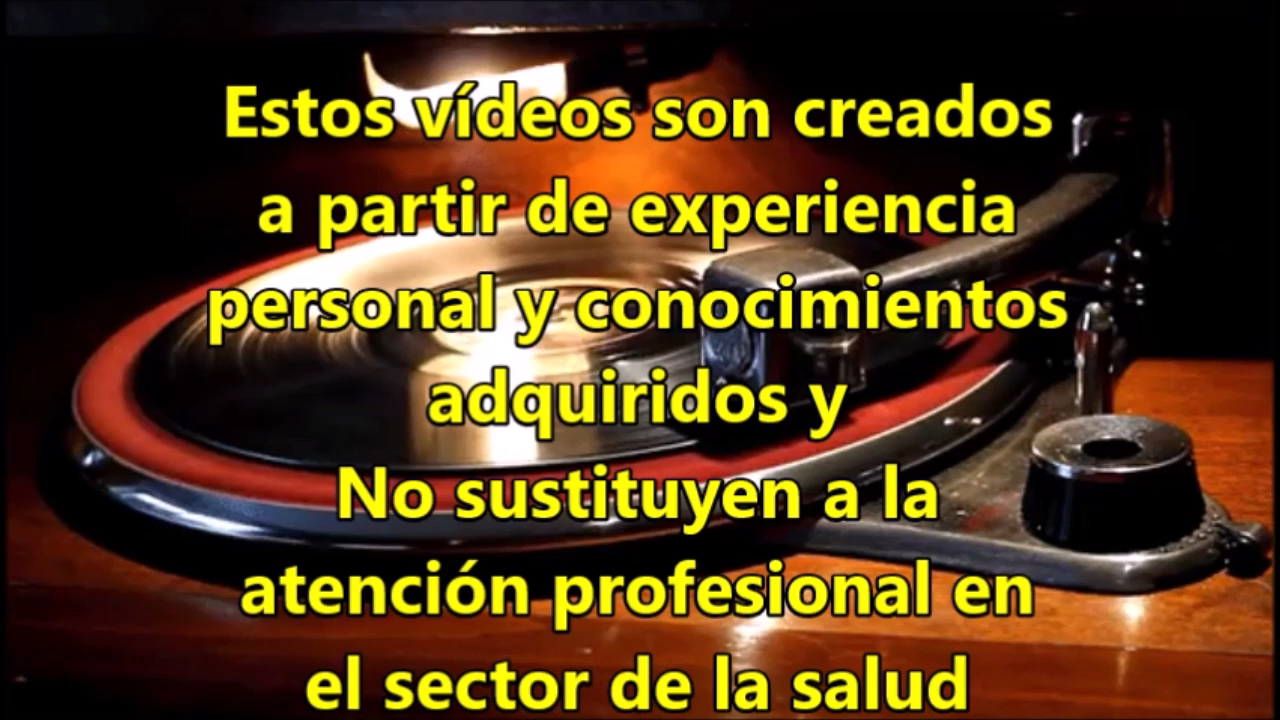 Estos vídeos son creados
a partir de experiencia
personal y conocimientos
adquiridos y
No sustituyen a la
atención profesional en
el sector de la salud